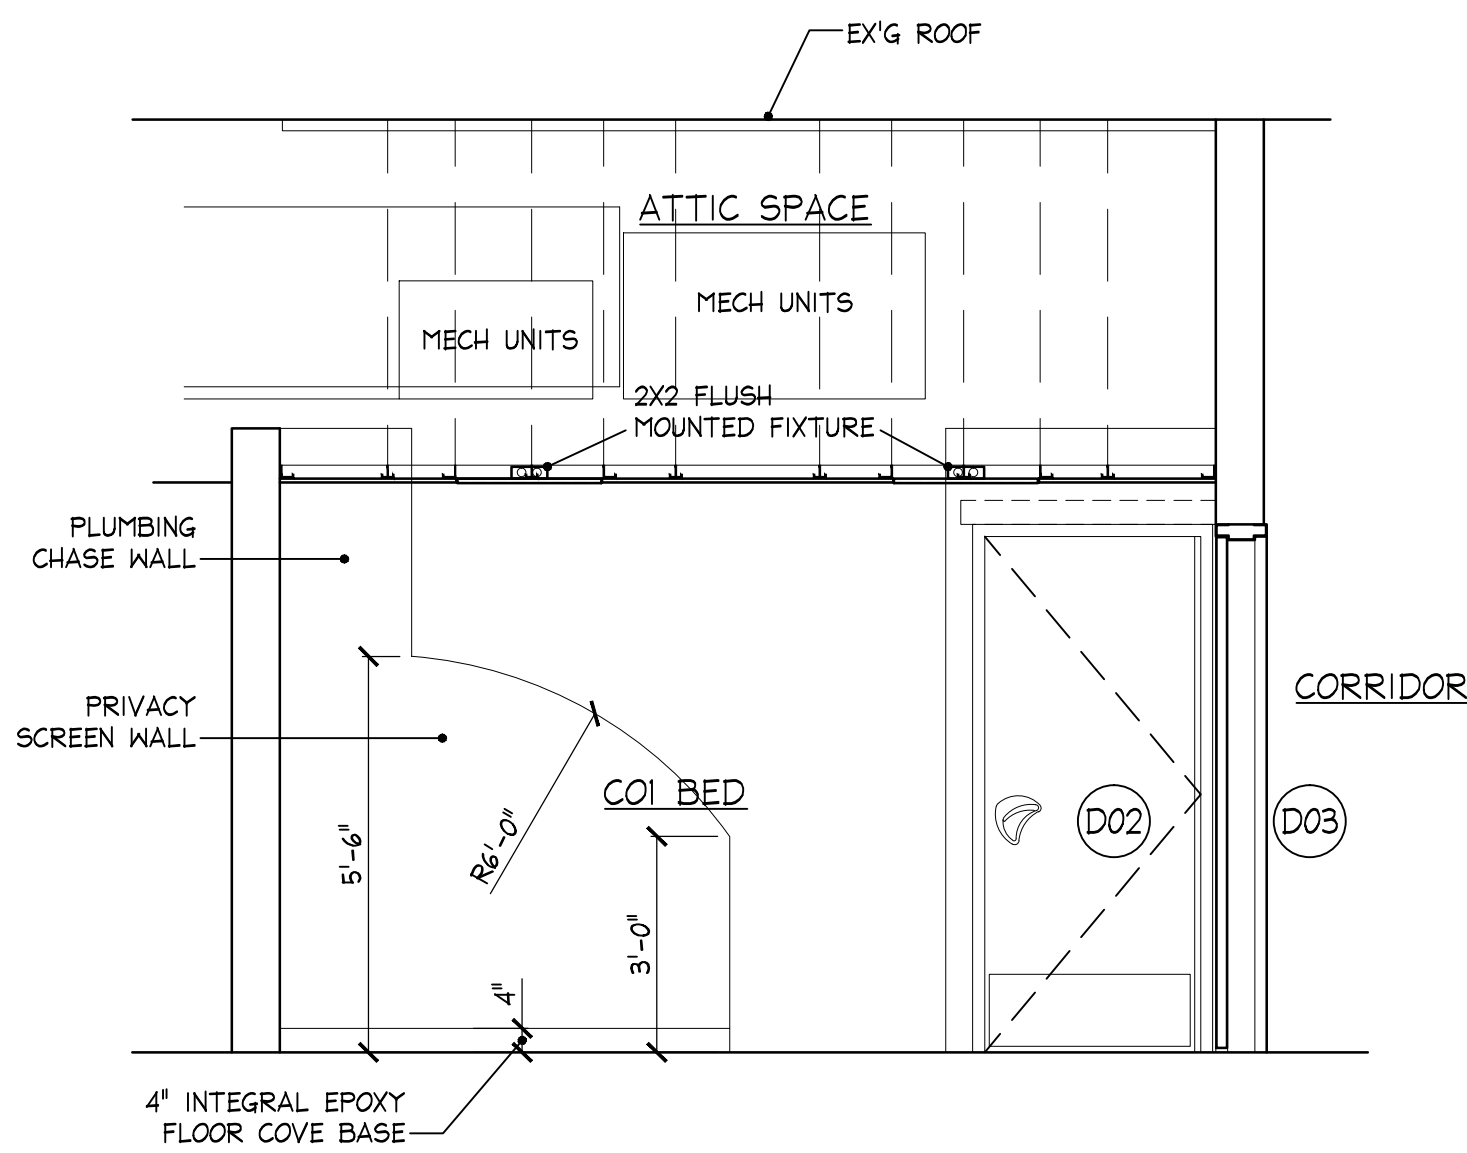 EX'G ROOF
ATTIC SPACE
MECH UNITS
MECH UNITS
2X2 FLUSH
MOUNTED FIXTURE
PLUMBING
CHASE WALL
PRIVACY
SCREEN WALL
CORRIDOR
C01 BED
D02
D03
5'-6"
R6'-0"
3'-0"
4"
4" INTEGRAL EPOXY
FLOOR COVE BASE